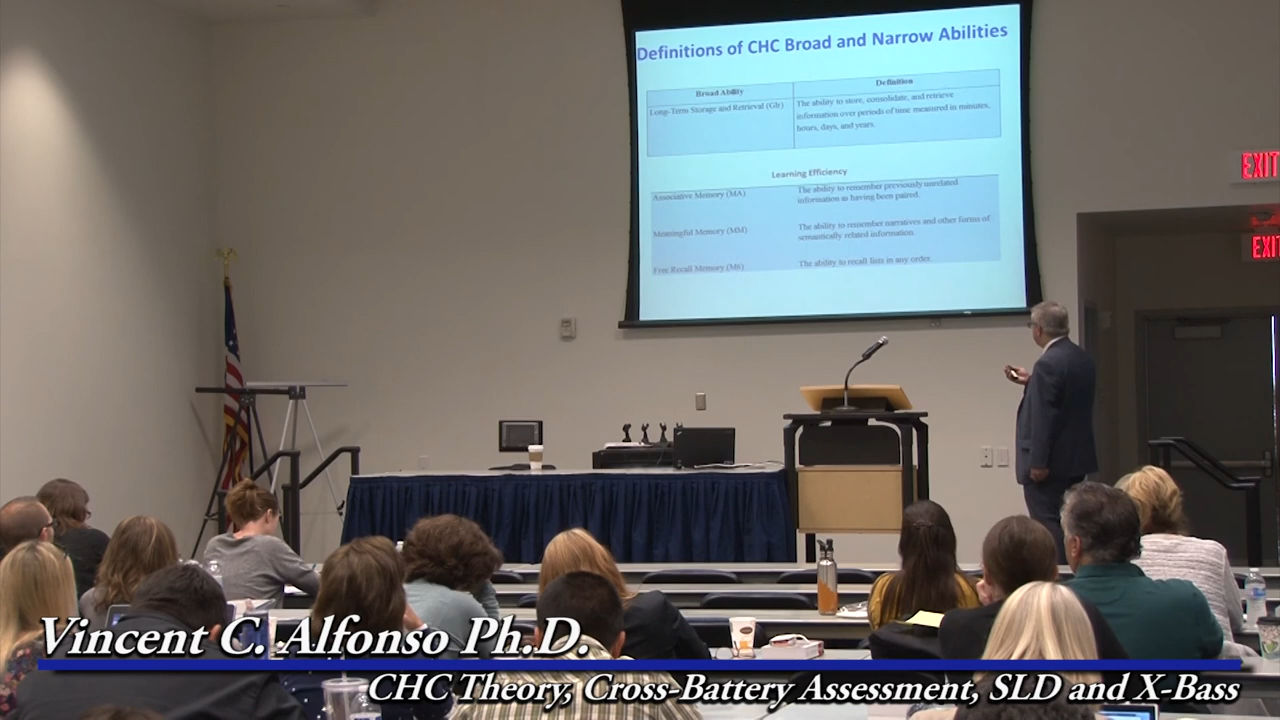 Definitions of CHC Broad and Narrow Abilities
Broad Ability
Definition
Long-Term Storage and Retrieval (Glr)
The ability to store, consolidate, and retrieve
information over periods of time measured in minutes,
hours, days, and years.
Learning Efficiency
Associative Memory (MA)
The ability to remember previously unrelated
information as having been paired.
Meaningful Memory (MM)
The ability to remember narratives and other forms of
semantically related information.
Free Recall Memory (M6)
The ability to recall lists in any order.
EXIT
EXIT
Vincent C. Alfonso Ph.D.
CHC Theory, Cross-Battery Assessment, SLD and X-Bass